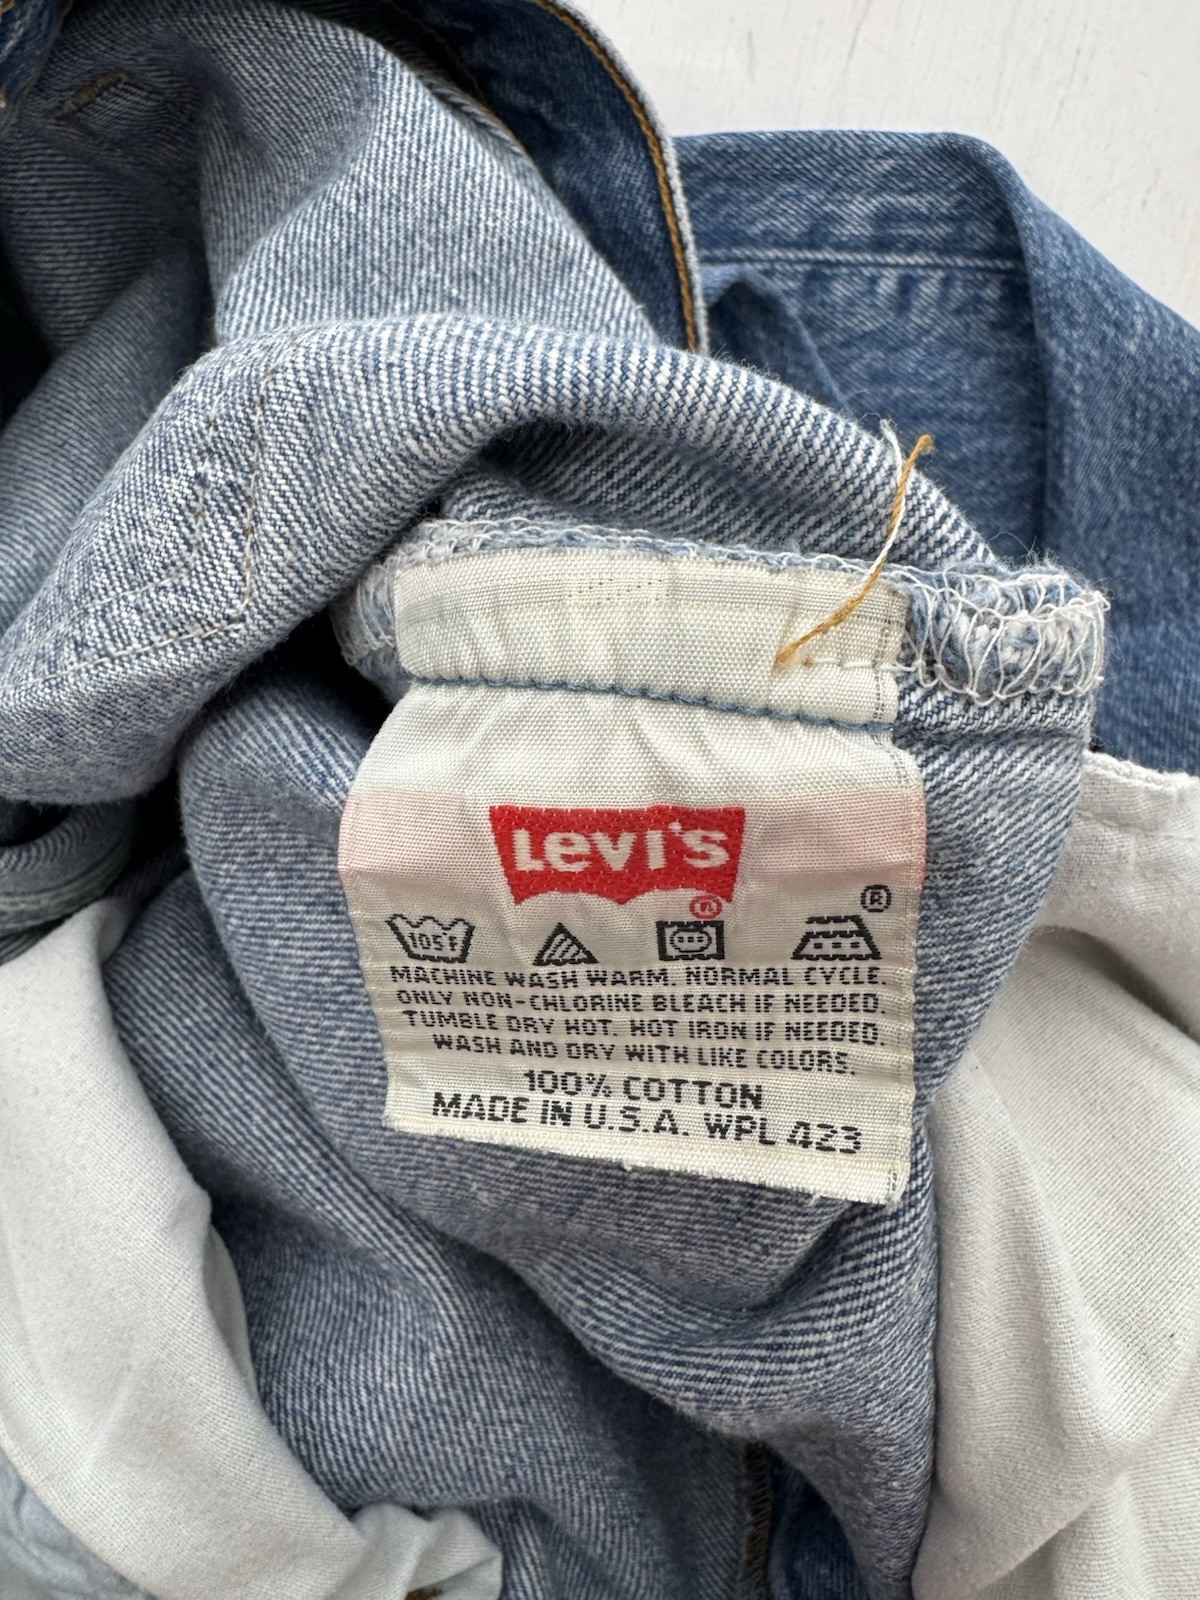 Levi's
®
®
105F
MACHINE WASH WARM. NORMAL CYCLE.
ONLY NON-CHLORINE BLEACH IF NEEDED.
TUMBLE DRY HOT. HOT IRON IF NEEDED.
WASH AND DRY WITH LIKE COLORS.
100% COTTON
MADE IN U.S.A. WPL 423